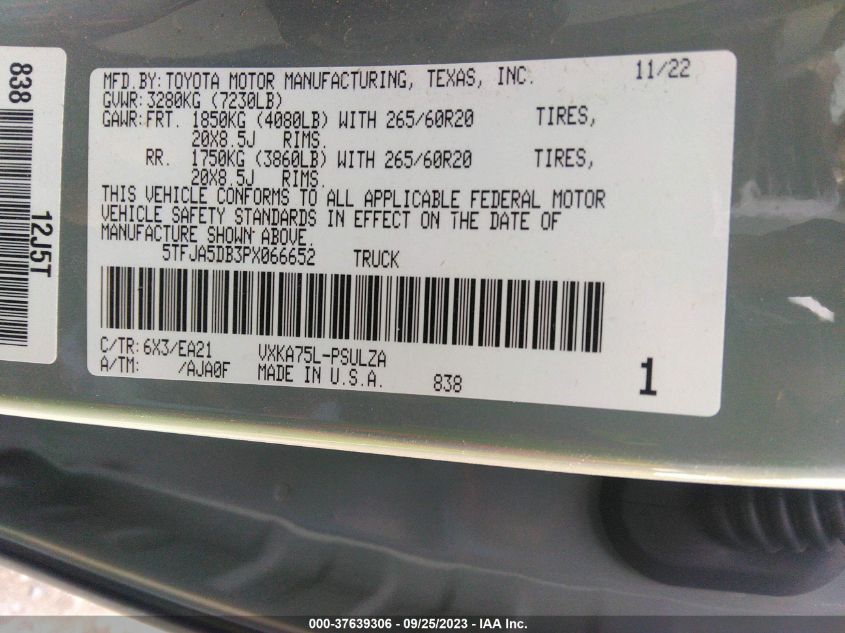 838
12J5T
MFD.BY: TOYOTA MOTOR MANUFACTURING, TEXAS, INC. 11/22
GVWR: 3280KG (7230LB)
GAWR: FRT. 1850KG (4080LB) WITH 265/60R20 TIRES,
20X8.5J RIMS.
RR. 1750KG (3860LB) WITH 265/60R20 TIRES,
20X8.5J RIMS.
THIS VEHICLE CONFORMS TO ALL APPLICABLE FEDERAL MOTOR
VEHICLE SAFETY STANDARDS IN EFFECT ON THE DATE OF
MANUFACTURE SHOWN ABOVE.
5TFJA5DB3PX066652 TRUCK
C/TR: 6X3/EA21 VXKA75L-PSULZA
A/TM: /AJA0F MADE IN U.S.A. 838 1
000-37639306 - 09/25/2023 - IAA Inc.